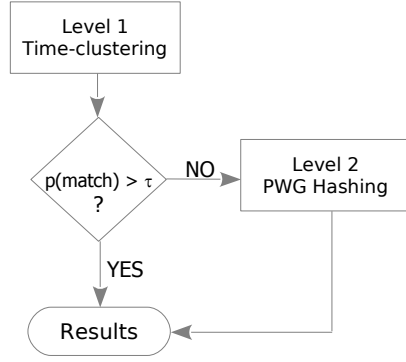 Level 1
Time-clustering
p(match) > τ
?
NO
Level 2
PWG Hashing
YES
Results